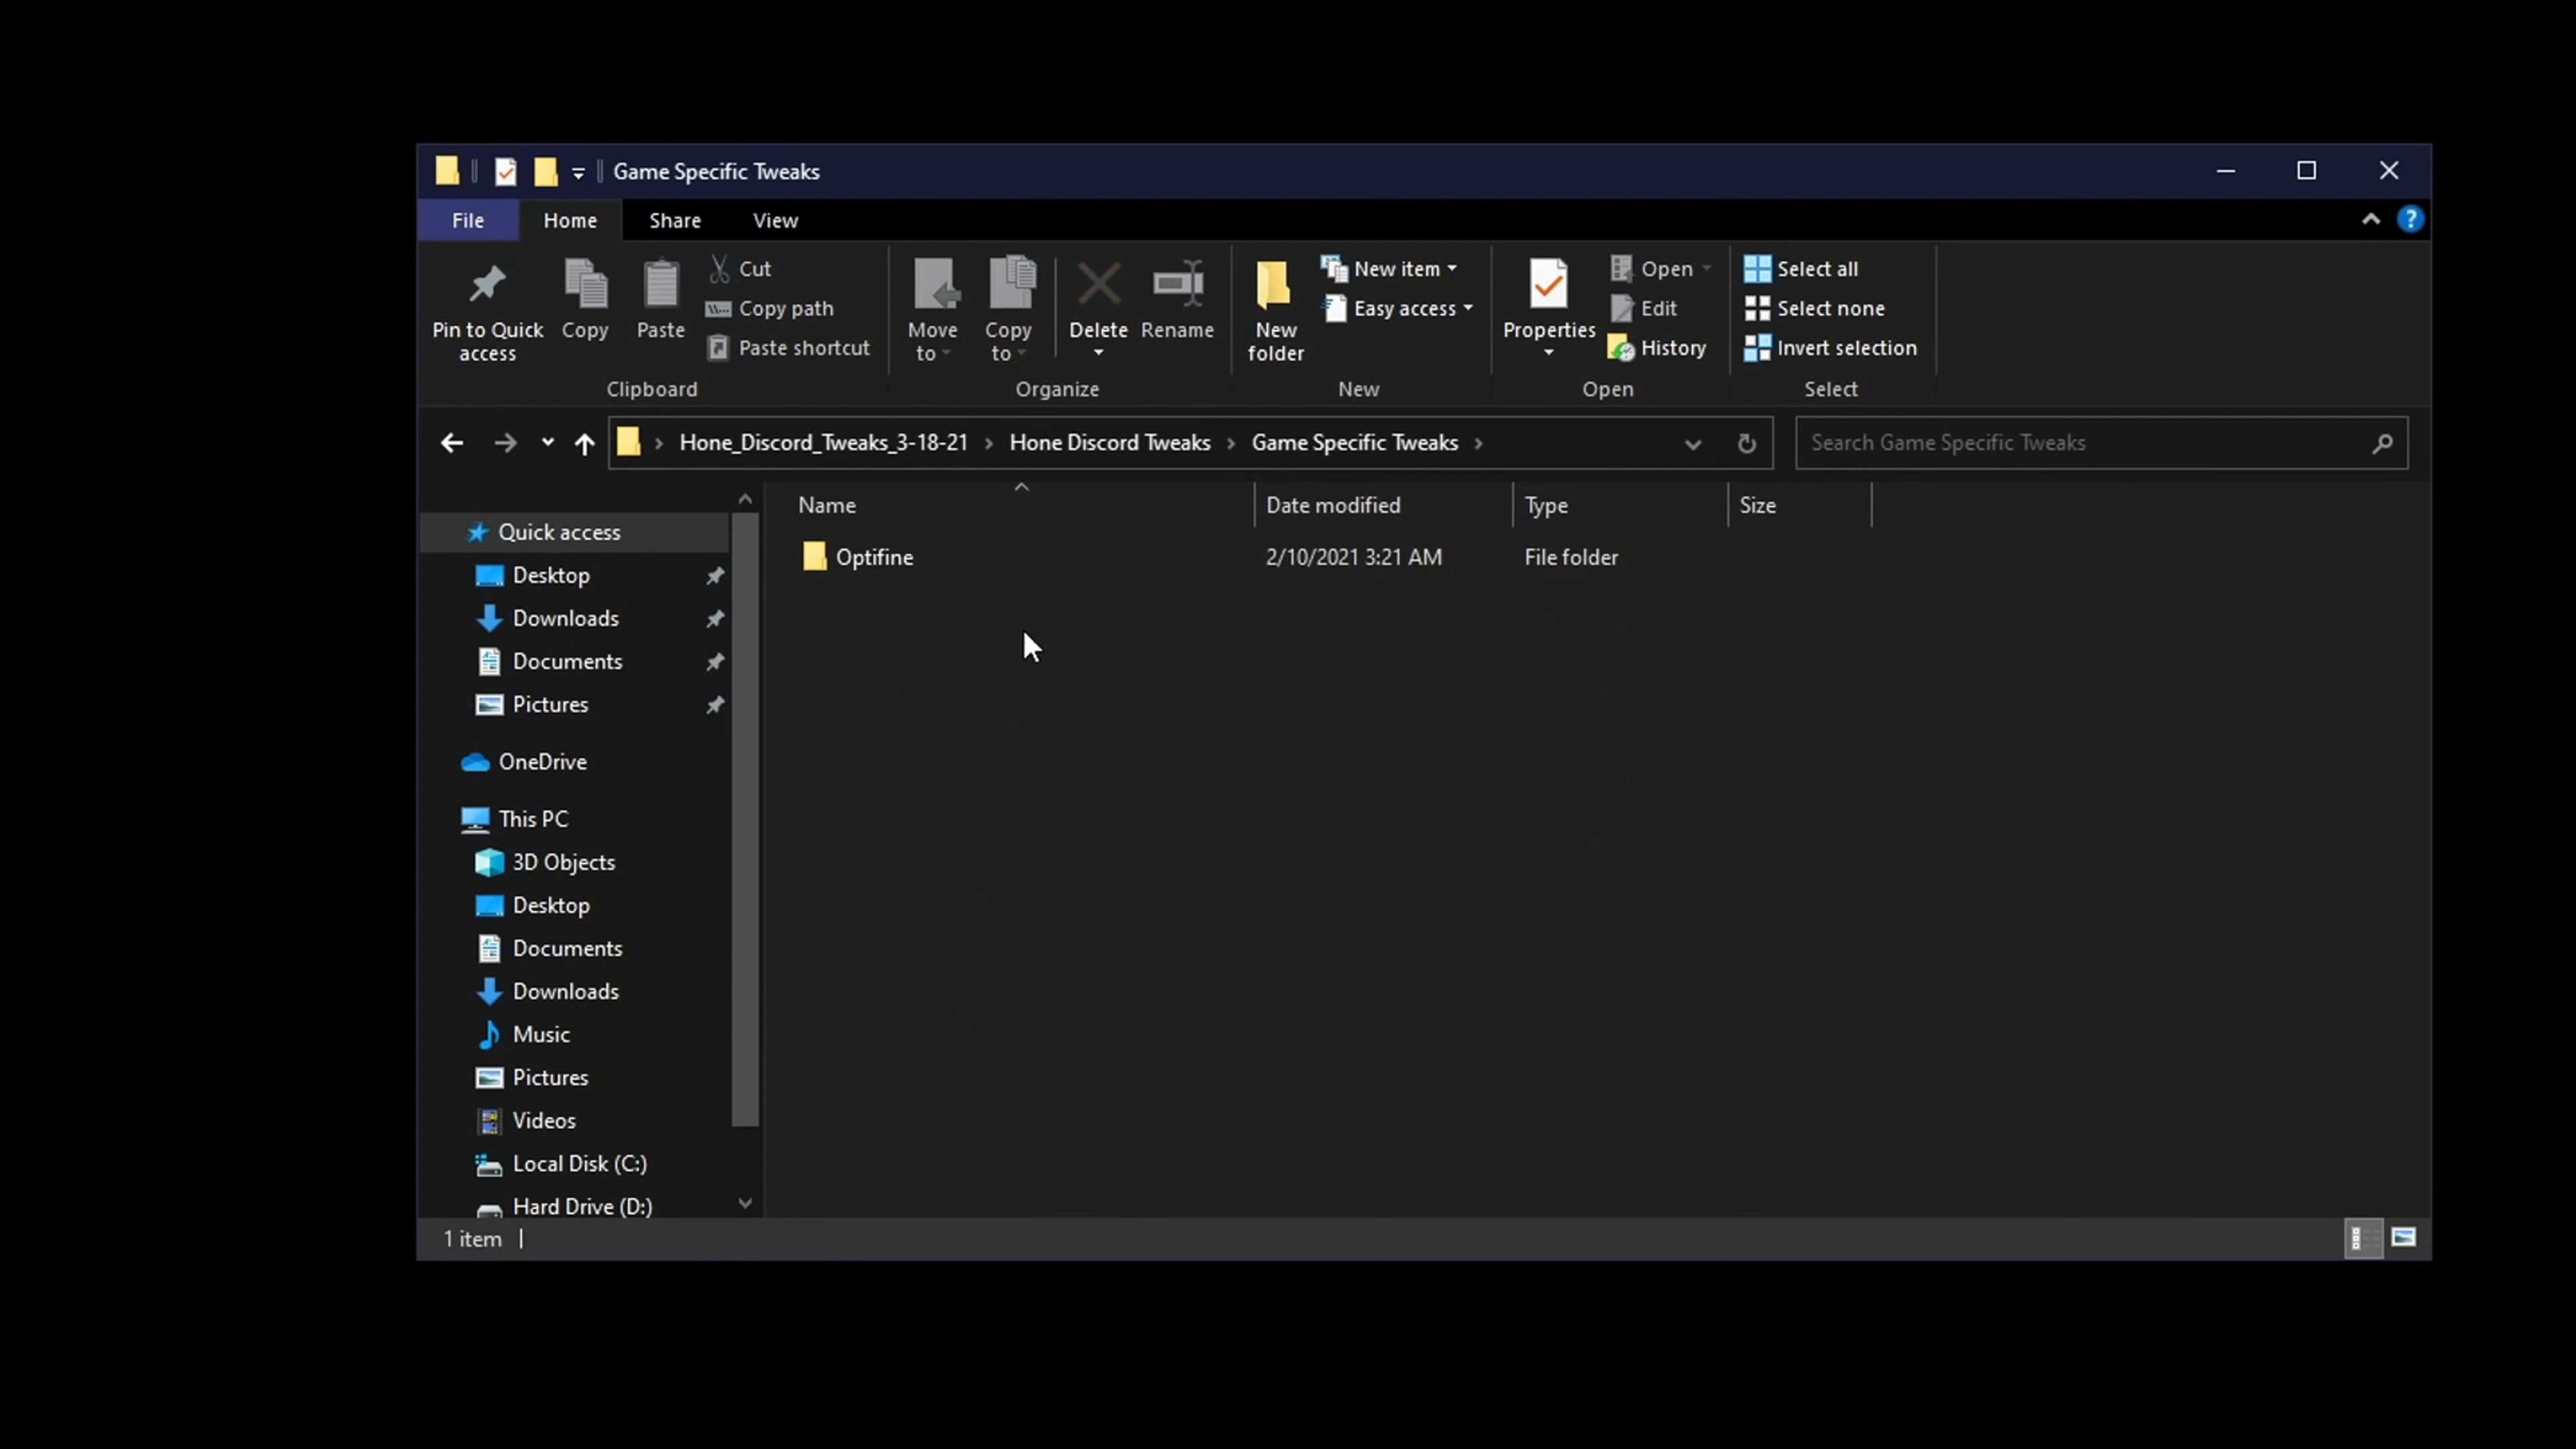 Game Specific Tweaks
File Home Share View
Pin to Quick access
Copy
Paste
Cut
Copy path
Paste shortcut
Clipboard
Move to
Copy to
Delete
Rename
Organize
New folder
New item
Easy access
New
Properties
Open
Edit
History
Open
Select all
Select none
Invert selection
Select
Hone_Discord_Tweaks_3-18-21 › Hone Discord Tweaks › Game Specific Tweaks ›
Search Game Specific Tweaks
Name Date modified Type Size
Optifine 2/10/2021 3:21 AM File folder
Quick access
Desktop
Downloads
Documents
Pictures
OneDrive
This PC
3D Objects
Desktop
Documents
Downloads
Music
Pictures
Videos
Local Disk (C:)
Hard Drive (D:)
1 item